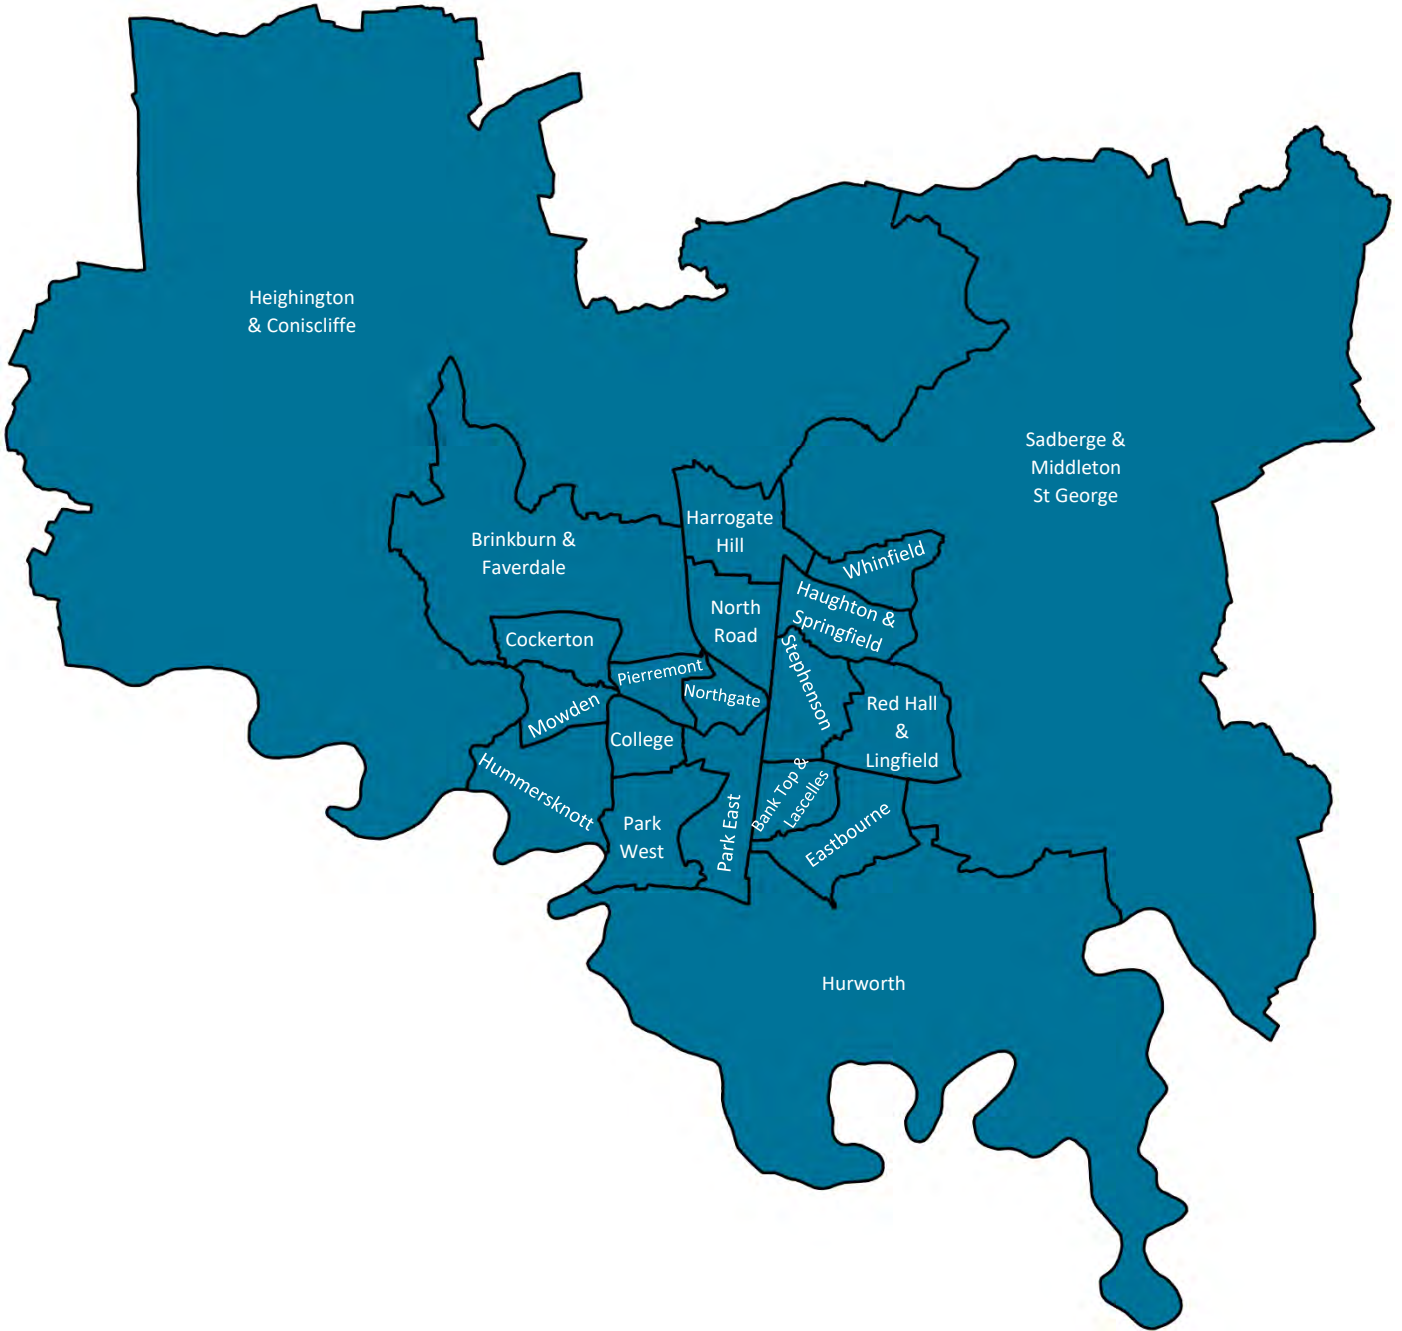 Heighington
& Coniscliffe
Sadberge &
Middleton
St George
Harrogate
Hill
Brinkburn &
Faverdale
Whinfield
Haughton &
Springfield
North
Road
Cockerton
Stephenson
Pierremont
Northgate
Red Hall
&
Lingfield
Mowden
College
Hummersknott
Bank Top &
Lascelles
Park
West
Park East
Eastbourne
Hurworth